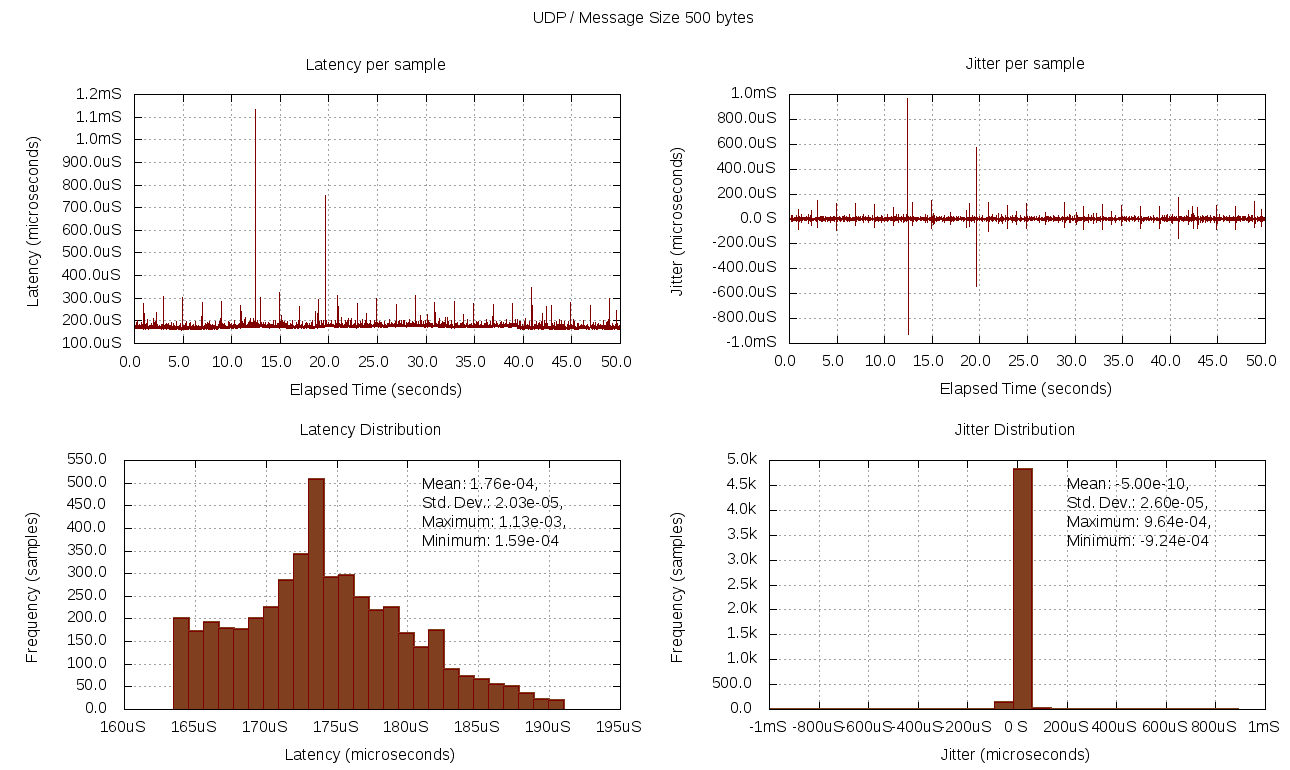 UDP / Message Size 500 bytes
Latency per sample
Latency (microseconds)
1.2mS
1.1mS
1.0mS
900.0uS
800.0uS
700.0uS
600.0uS
500.0uS
400.0uS
300.0uS
200.0uS
100.0uS
0.0 5.0 10.0 15.0 20.0 25.0 30.0 35.0 40.0 45.0 50.0
Elapsed Time (seconds)
Jitter per sample
Jitter (microseconds)
1.0mS
800.0uS
600.0uS
400.0uS
200.0uS
0.0 S
-200.0uS
-400.0uS
-600.0uS
-800.0uS
-1.0mS
0.0 5.0 10.0 15.0 20.0 25.0 30.0 35.0 40.0 45.0 50.0
Elapsed Time (seconds)
Latency Distribution
Frequency (samples)
550.0
500.0
450.0
400.0
350.0
300.0
250.0
200.0
150.0
100.0
50.0
0.0
Mean: 1.76e-04,
Std. Dev.: 2.03e-05,
Maximum: 1.13e-03,
Minimum: 1.59e-04
160uS 165uS 170uS 175uS 180uS 185uS 190uS 195uS
Latency (microseconds)
Jitter Distribution
Frequency (samples)
5.0k
4.5k
4.0k
3.5k
3.0k
2.5k
2.0k
1.5k
1.0k
500.0
0.0
Mean: -5.00e-10,
Std. Dev.: 2.60e-05,
Maximum: 9.64e-04,
Minimum: -9.24e-04
-1mS -800uS -600uS -400uS -200uS 0 S 200uS 400uS 600uS 800uS 1mS
Jitter (microseconds)